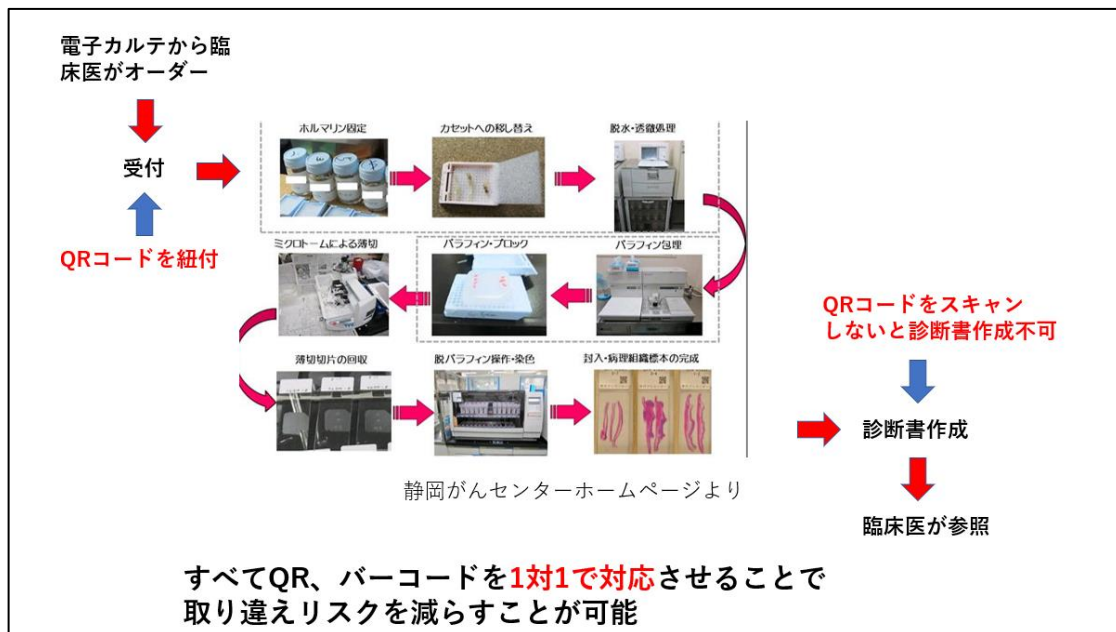 電子カルテから臨
床医がオーダー
受付
QRコードを紐付
ホルマリン固定
カセットへの移し替え
脱水・透徹処理
ミクロトームによる薄切
パラフィン・ブロック
パラフィン包理
薄切切片の回収
脱パラフィン操作・染色
封入・病理組織標本の完成
静岡がんセンターホームページより
QRコードをスキャン
しないと診断書作成不可
診断書作成
臨床医が参照
すべてQR、バーコードを1対1で対応させることで
取り違えリスクを減らすことが可能